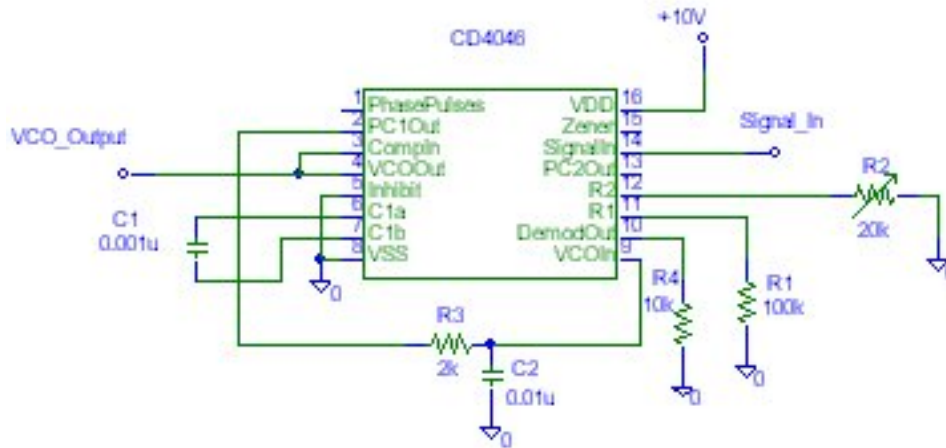 +10V
CD4046
VCO_Output
Signal_In
1 PhasePulses
2 PC1Out
3 CompIn
4 VCOOut
5 Inhibit
6 C1a
7 C1b
8 VSS
VDD 16
Zener 15
SignalIn 14
PC2Out 13
R2 12
R1 11
DemodOut 10
VCOIn 9
C1
0.001u
R2
20k
R4
10k
R1
100k
R3
2k
C2
0.01u
0
0
0
0